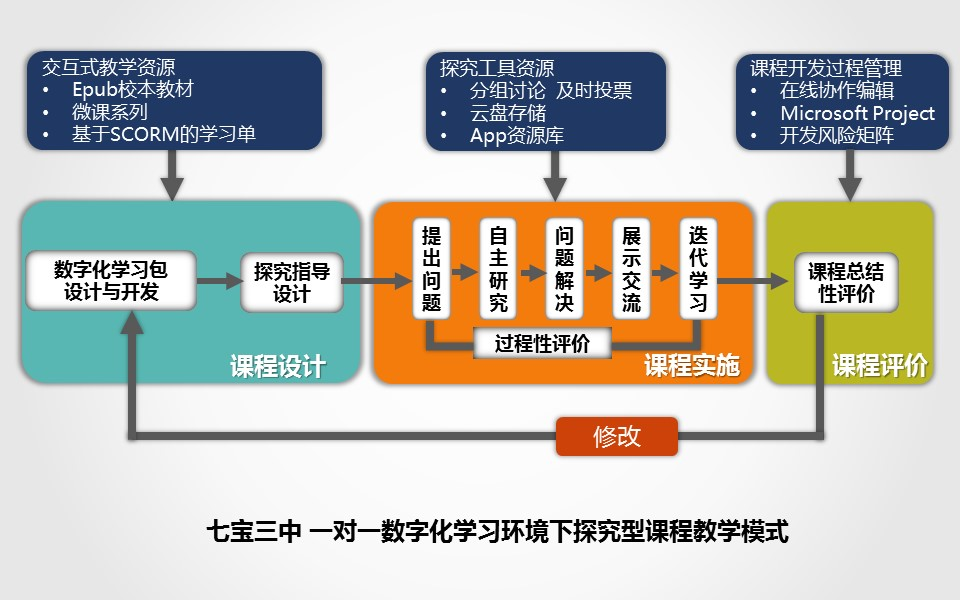 交互式教学资源
• Epub校本教材
• 微课系列
• 基于SCORM的学习单
探究工具资源
• 分组讨论 及时投票
• 云盘存储
• App资源库
课程开发过程管理
• 在线协作编辑
• Microsoft Project
• 开发风险矩阵
数字化学习包
设计与开发
探究指导
设计
课程设计
提出问题
自主研究
问题解决
展示交流
迭代学习
过程性评价
课程实施
课程总结
性评价
课程评价
修改
七宝三中 一对一数字化学习环境下探究型课程教学模式